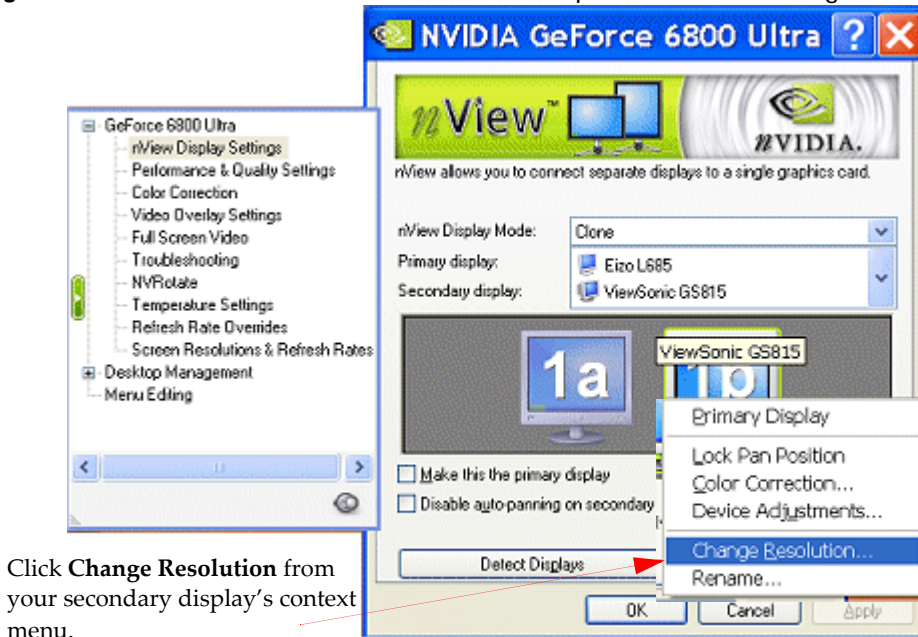 NVIDIA GeForce 6800 Ultra
nView™
NVIDIA.
nView allows you to connect separate displays to a single graphics card.
GeForce 6800 Ultra
nView Display Settings
Performance & Quality Settings
Color Correction
Video Overlay Settings
Full Screen Video
Troubleshooting
NVRotate
Temperature Settings
Refresh Rate Overrides
Screen Resolutions & Refresh Rates
Desktop Management
Menu Editing
nView Display Mode:
Clone
Primary display:
Eizo L685
Secondary display:
ViewSonic GS815
1a
1b
ViewSonic GS815
Primary Display
Lock Pan Position
Color Correction...
Device Adjustments...
Change Resolution...
Rename...
Make this the primary display
Disable auto-panning on secondary
Detect Displays
OK
Cancel
Apply
Click Change Resolution from
your secondary display’s context
menu.